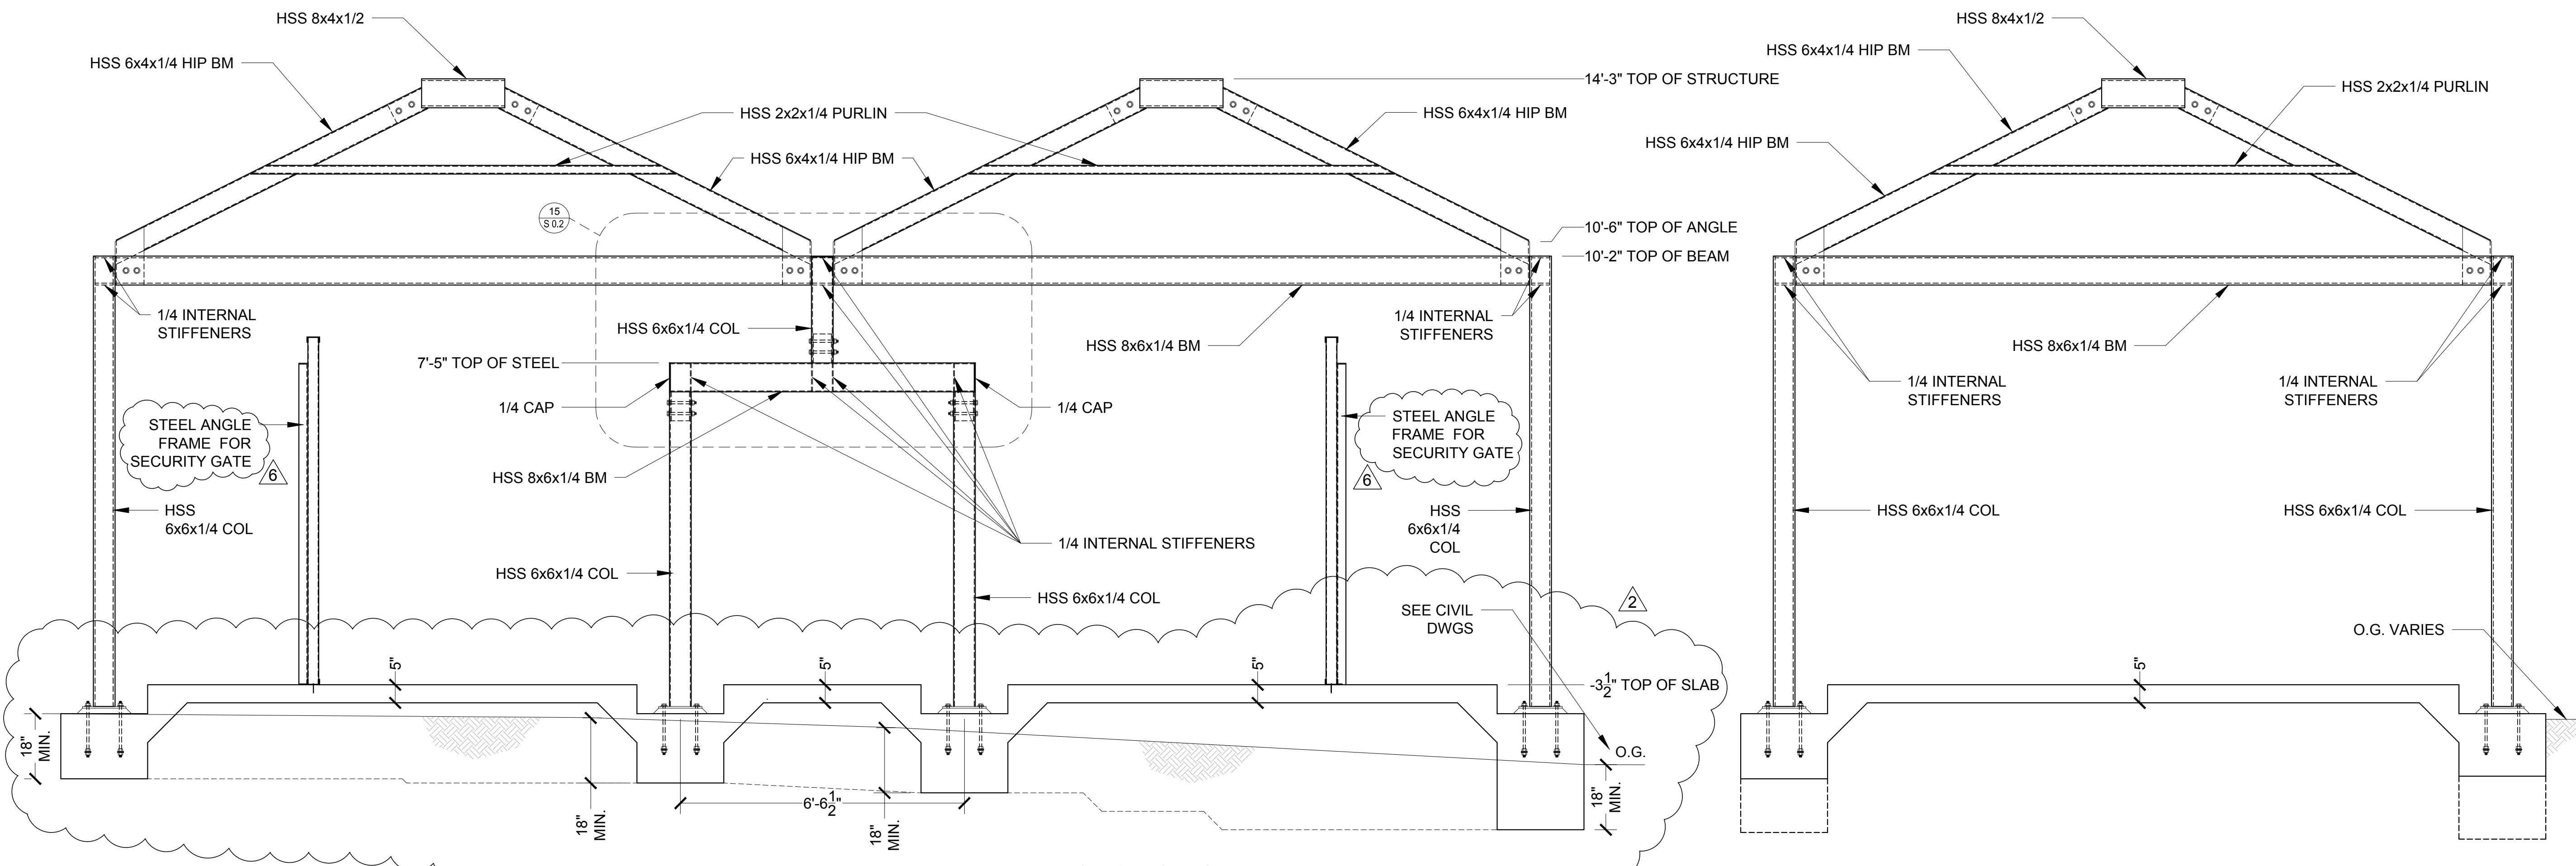 HSS 8x4x1/2
HSS 8x4x1/2
HSS 6x4x1/4 HIP BM
HSS 6x4x1/4 HIP BM
14'-3" TOP OF STRUCTURE
HSS 2x2x1/4 PURLIN
HSS 2x2x1/4 PURLIN
HSS 6x4x1/4 HIP BM
HSS 6x4x1/4 HIP BM
HSS 6x4x1/4 HIP BM
15
S 0.2
10'-6" TOP OF ANGLE
10'-2" TOP OF BEAM
1/4 INTERNAL
STIFFENERS
HSS 6x6x1/4 COL
1/4 INTERNAL
STIFFENERS
HSS 8x6x1/4 BM
HSS 8x6x1/4 BM
7'-5" TOP OF STEEL
1/4 INTERNAL
STIFFENERS
1/4 INTERNAL
STIFFENERS
1/4 CAP
1/4 CAP
STEEL ANGLE
FRAME FOR
SECURITY GATE
6
STEEL ANGLE
FRAME FOR
SECURITY GATE
6
HSS 8x6x1/4 BM
HSS
6x6x1/4 COL
HSS
6x6x1/4
COL
HSS 6x6x1/4 COL
HSS 6x6x1/4 COL
1/4 INTERNAL STIFFENERS
HSS 6x6x1/4 COL
HSS 6x6x1/4 COL
2
SEE CIVIL
DWGS
O.G. VARIES
5"
5"
5"
5"
-3 1/2" TOP OF SLAB
18"
MIN.
O.G.
18"
MIN.
6'-6 1/2"
18"
MIN.
18"
MIN.